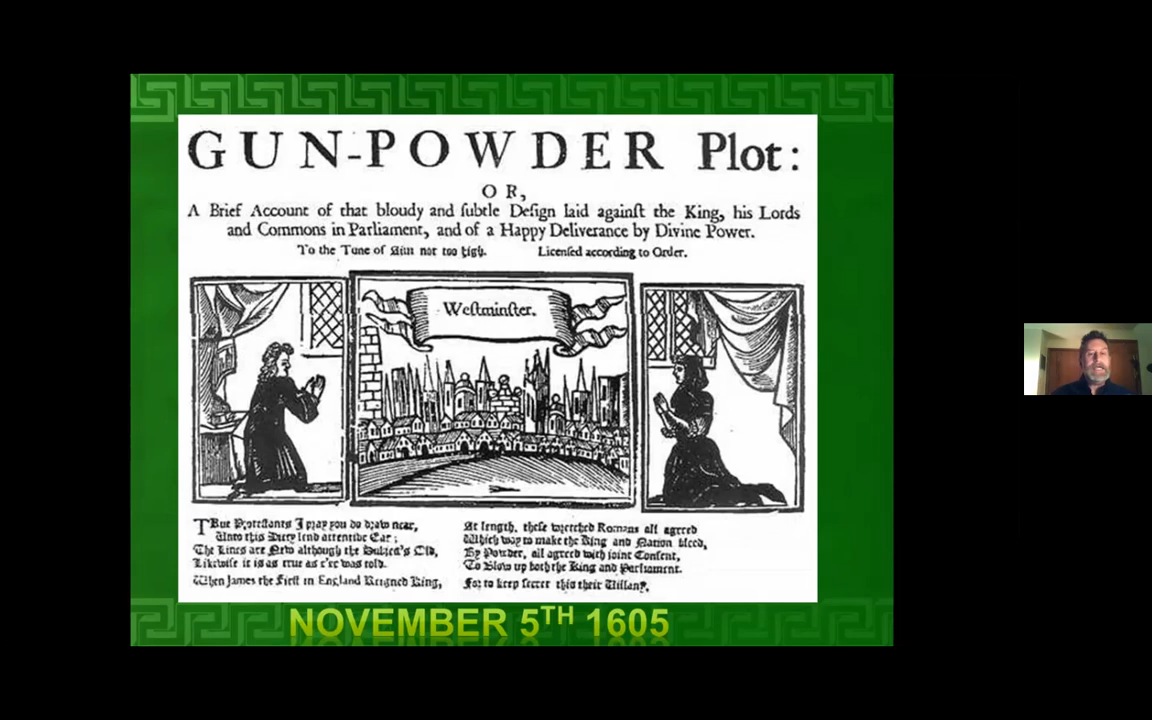 GUN-POWDER Plot:
OR,
A Brief Account of that bloudy and ſubtle Deſign laid againſt the King, his Lords
and Commons in Parliament, and of a Happy Deliverance by Divine Power.
To the Tune of Aim not too high. Licenſed according to Order.
Weſtminſter.
TRue Proteſtants I pray you do draw near,
Unto this Ditty lend attentive Ear;
The Lines are New although the Subject's Old,
Likewiſe it is as true as e'er was told.
When James the Firſt in England Reigned King,
At length, theſe wretched Romans all agreed
Which way to make the King and Nation bleed,
By Powder, all agreed with joint Conſent,
To Blow up both the King and Parliament.
For to keep ſecret this their Villany,
NOVEMBER 5TH 1605